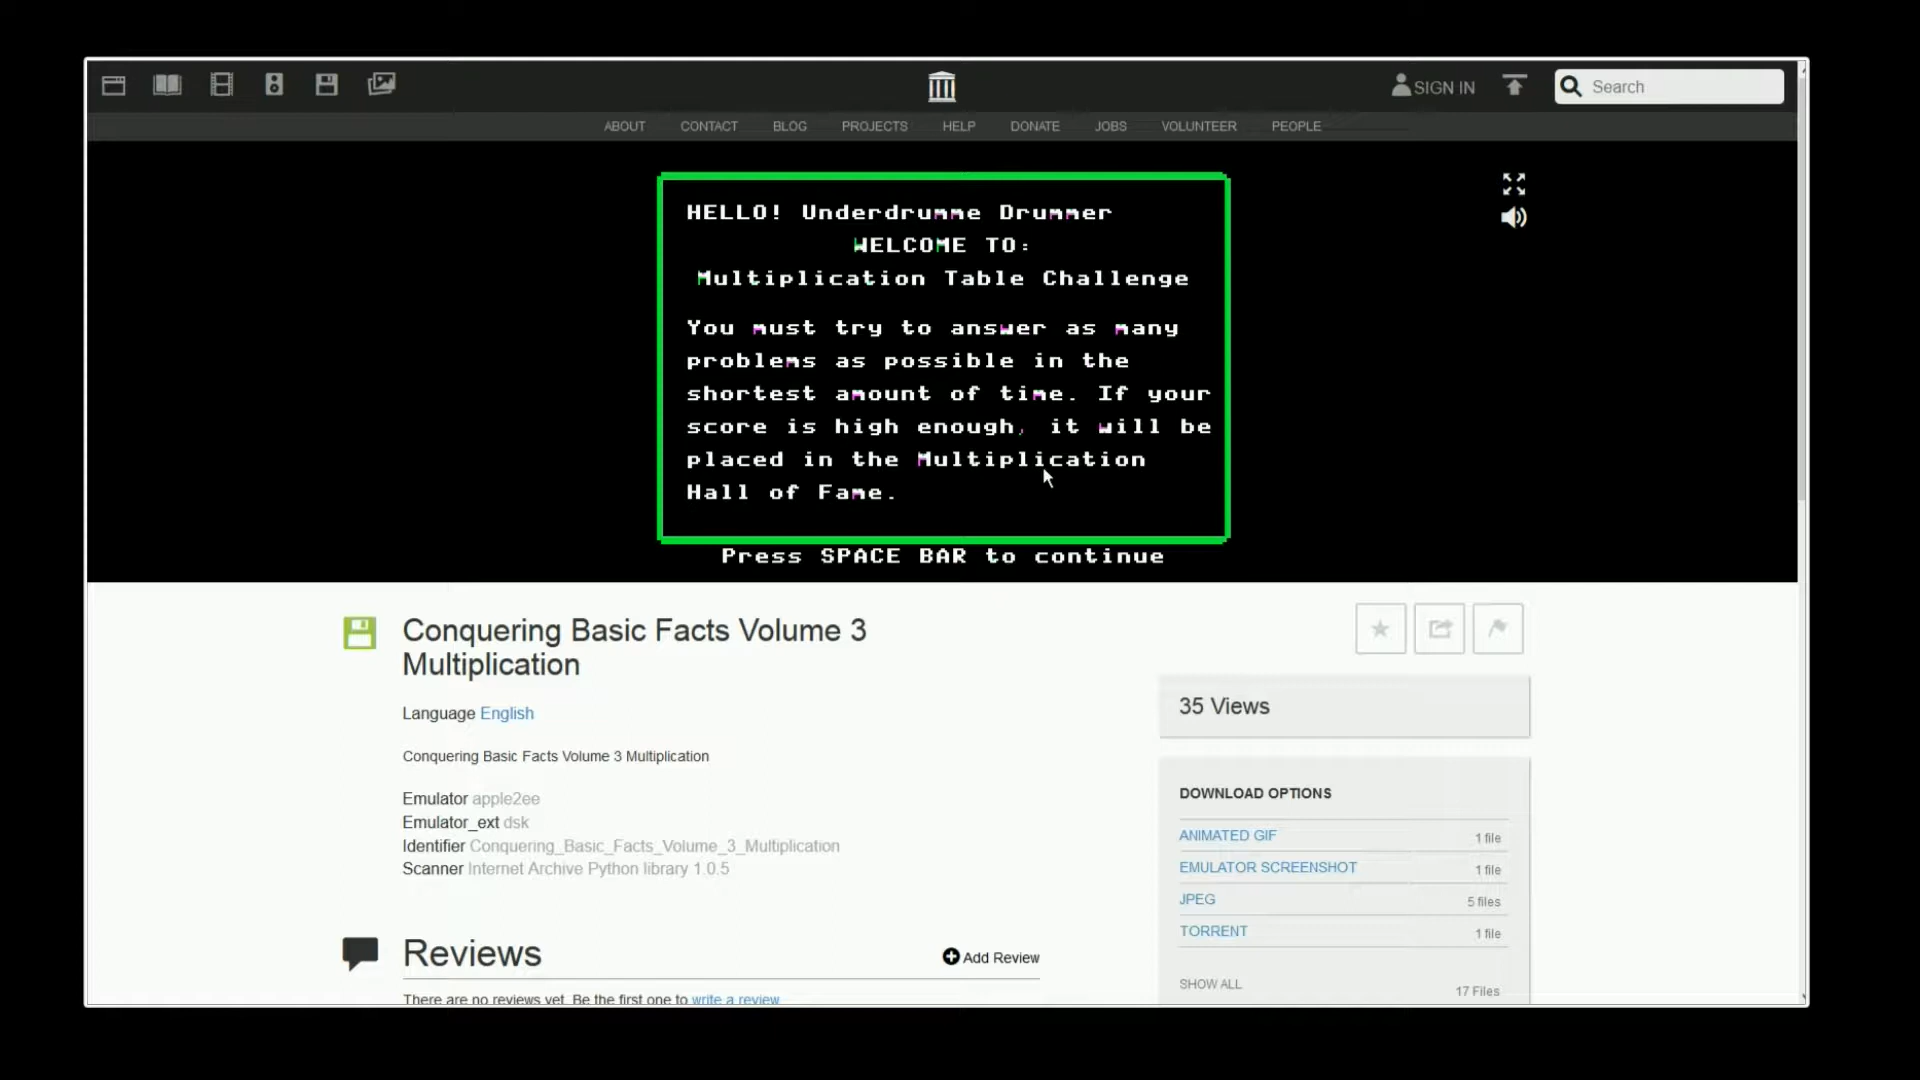 SIGN IN
Search
ABOUT CONTACT BLOG PROJECTS HELP DONATE JOBS VOLUNTEER PEOPLE
HELLO! Underdrumme Drummer
WELCOME TO:
Multiplication Table Challenge
You must try to answer as many
problems as possible in the
shortest amount of time. If your
score is high enough, it will be
placed in the Multiplication
Hall of Fame.
Press SPACE BAR to continue
Conquering Basic Facts Volume 3
Multiplication
Language English
Conquering Basic Facts Volume 3 Multiplication
Emulator apple2ee
Emulator_ext dsk
Identifier Conquering_Basic_Facts_Volume_3_Multiplication
Scanner Internet Archive Python library 1.0.5
Reviews
Add Review
There are no reviews yet. Be the first one to write a review
35 Views
DOWNLOAD OPTIONS
ANIMATED GIF 1 file
EMULATOR SCREENSHOT 1 file
JPEG 5 files
TORRENT 1 file
SHOW ALL 17 Files